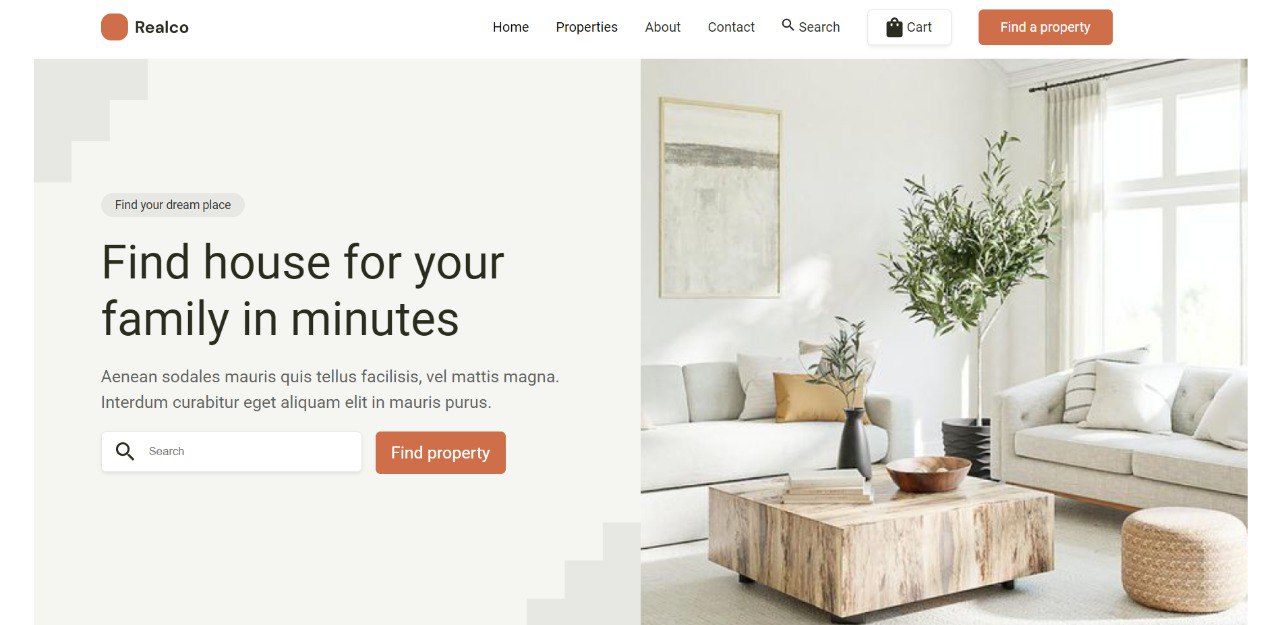 Realco
Home Properties About Contact Search Cart Find a property
Find your dream place
Find house for your
family in minutes
Aenean sodales mauris quis tellus facilisis, vel mattis magna.
Interdum curabitur eget aliquam elit in mauris purus.
Search
Find property